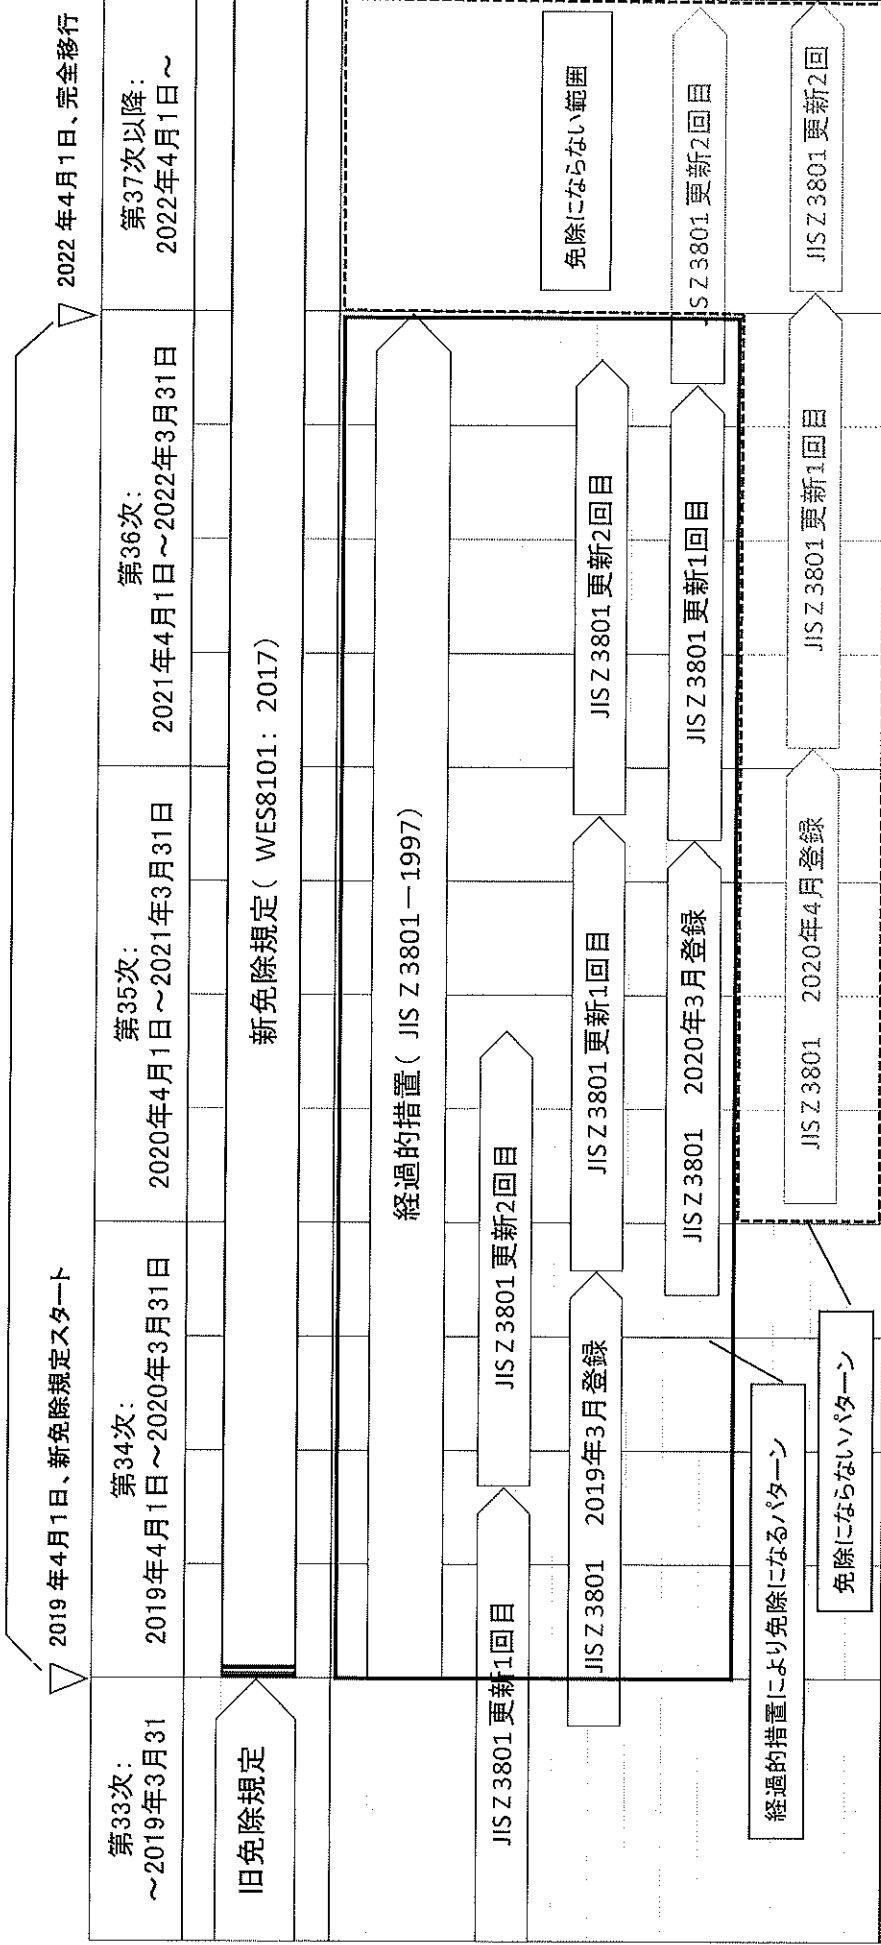 2019 年4月1日、新免除規定スタート
2022 年4月1日、完全移行
第33次:
～2019年3月31
第34次:
2019年4月1日～2020年3月31日
第35次:
2020年4月1日～2021年3月31日
第36次:
2021年4月1日～2022年3月31日
第37次以降:
2022年4月1日～
旧免除規定
新免除規定( WES8101: 2017)
経過的措置( JIS Z 3801－1997)
JIS Z 3801 更新1回目
JIS Z 3801 更新2回目
免除にならない範囲
JIS Z 3801 2019年3月登録
JIS Z 3801 更新1回目
JIS Z 3801 更新2回目
JIS Z 3801 2020年3月登録
JIS Z 3801 更新1回目
JIS Z 3801 更新2回目
JIS Z 3801 2020年4月登録
JIS Z 3801 更新1回目
JIS Z 3801 更新2回
経過的措置により免除になるパターン
免除にならないパターン